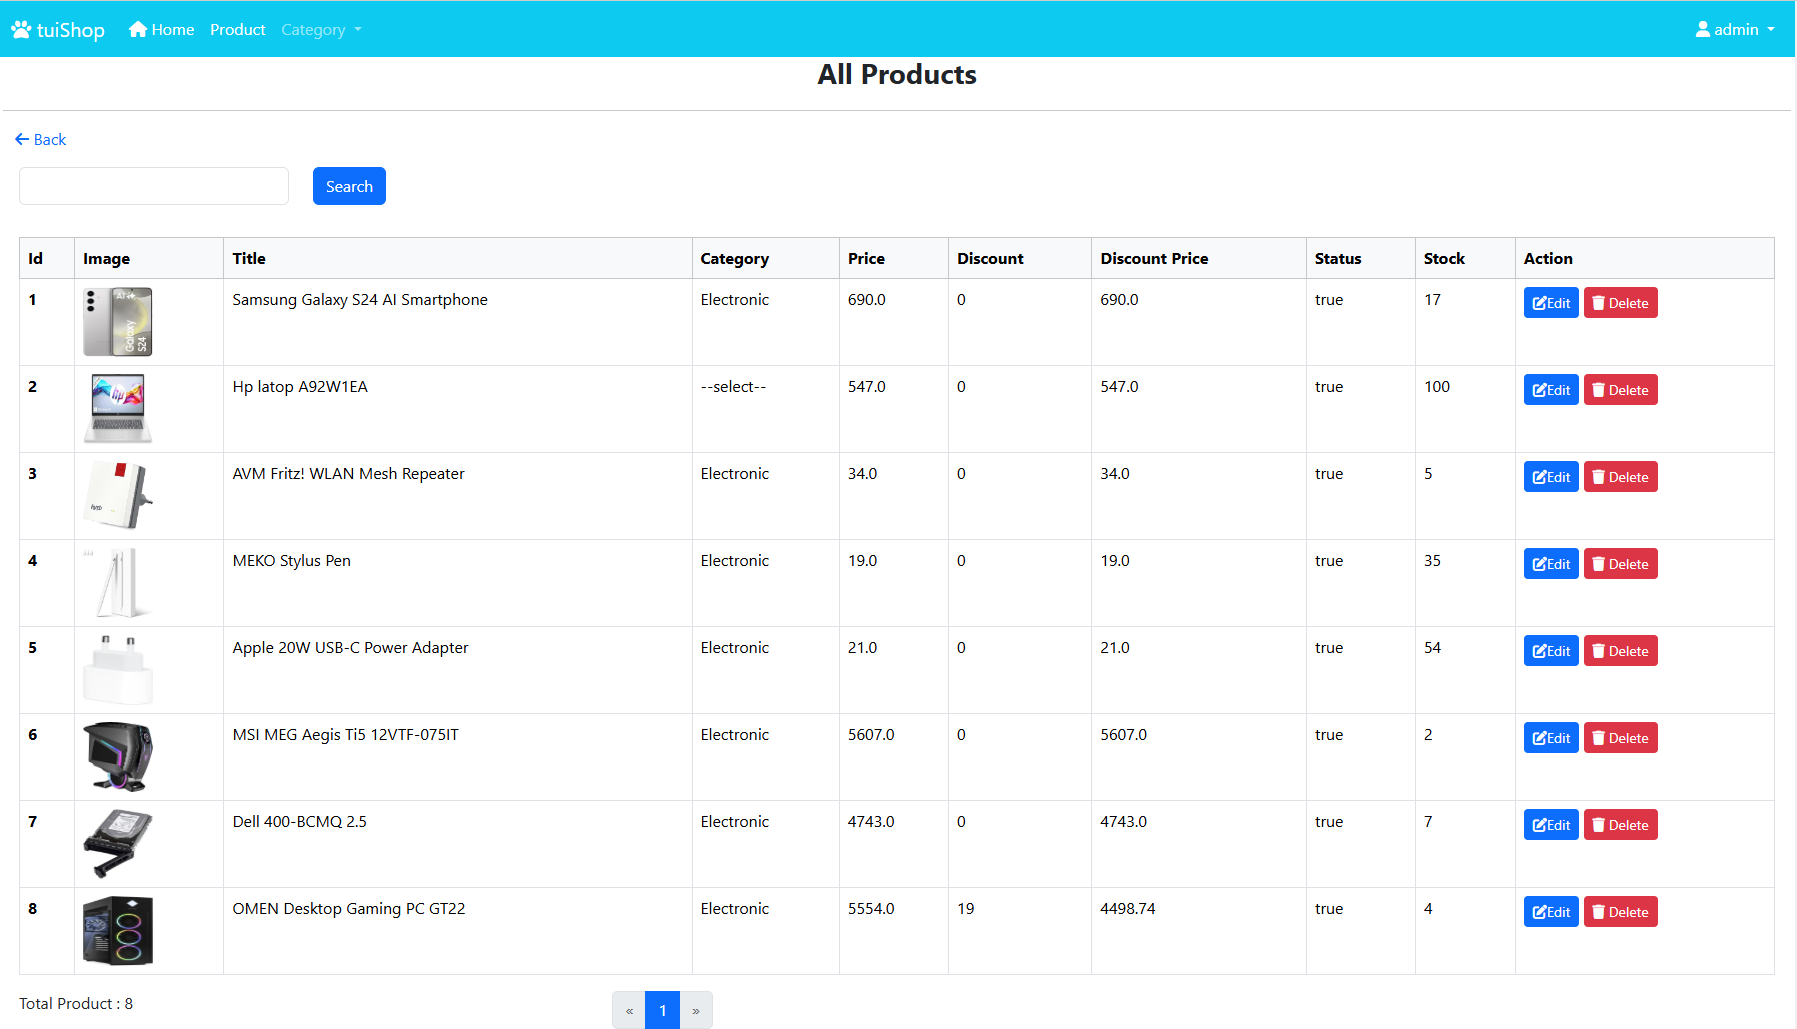 tuiShop Home Product Category admin
All Products
Back
Search
Id Image Title Category Price Discount Discount Price Status Stock Action
1 Samsung Galaxy S24 AI Smartphone Electronic 690.0 0 690.0 true 17 Edit Delete
Galaxy S24
2 Hp latop A92W1EA --select-- 547.0 0 547.0 true 100 Edit Delete
hp
3 AVM Fritz! WLAN Mesh Repeater Electronic 34.0 0 34.0 true 5 Edit Delete
4 MEKO Stylus Pen Electronic 19.0 0 19.0 true 35 Edit Delete
5 Apple 20W USB-C Power Adapter Electronic 21.0 0 21.0 true 54 Edit Delete
6 MSI MEG Aegis Ti5 12VTF-075IT Electronic 5607.0 0 5607.0 true 2 Edit Delete
7 Dell 400-BCMQ 2.5 Electronic 4743.0 0 4743.0 true 7 Edit Delete
8 OMEN Desktop Gaming PC GT22 Electronic 5554.0 19 4498.74 true 4 Edit Delete
Total Product : 8 « 1 »